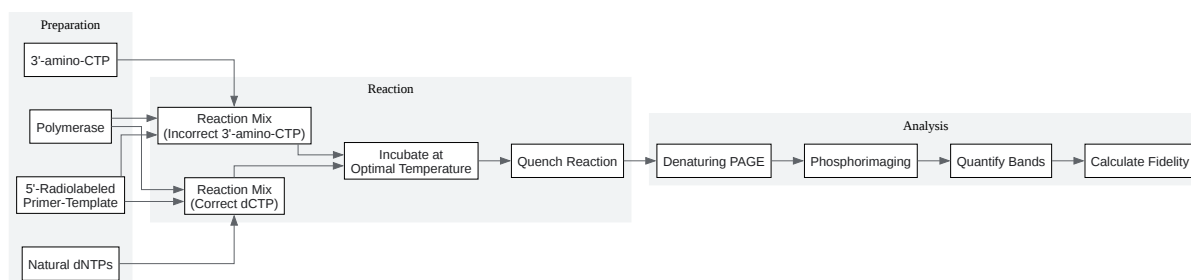 Preparation
3'-amino-CTP
Polymerase
5'-Radiolabeled
Primer-Template
Natural dNTPs
Reaction
Reaction Mix
(Incorrect 3'-amino-CTP)
Reaction Mix
(Correct dCTP)
Incubate at
Optimal Temperature
Quench Reaction
Analysis
Denaturing PAGE
Phosphorimaging
Quantify Bands
Calculate Fidelity